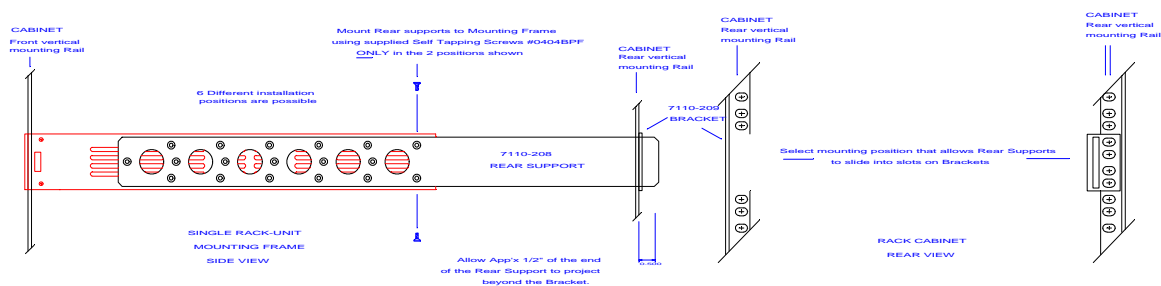 CABINET
Front vertical
mounting Rail
Mount Rear supports to Mounting Frame
using supplied Self Tapping Screws #0404BPF
ONLY in the 2 positions shown
6 Different installation
positions are possible
CABINET
Rear vertical
mounting Rail
CABINET
Rear vertical
mounting Rail
CABINET
Rear vertical
mounting Rail
7110-209
BRACKET
7110-208
REAR SUPPORT
Select mounting position that allows Rear Supports
to slide into slots on Brackets
SINGLE RACK-UNIT
MOUNTING FRAME
SIDE VIEW
Allow App'x 1/2" of the end
of the Rear Support to project
beyond the Bracket.
0.500
RACK CABINET
REAR VIEW